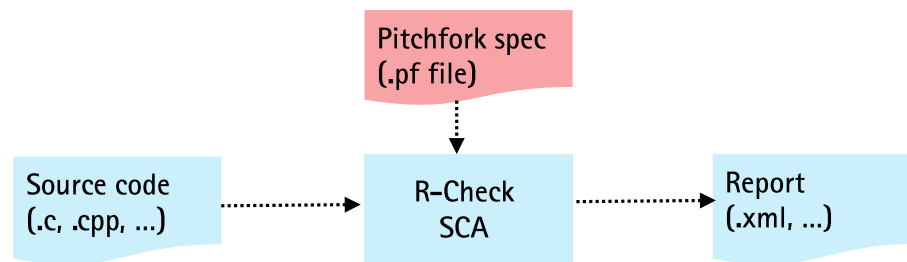 Pitchfork spec
(.pf file)
Source code
(.c, .cpp, ...)
R-Check
SCA
Report
(.xml, ...)